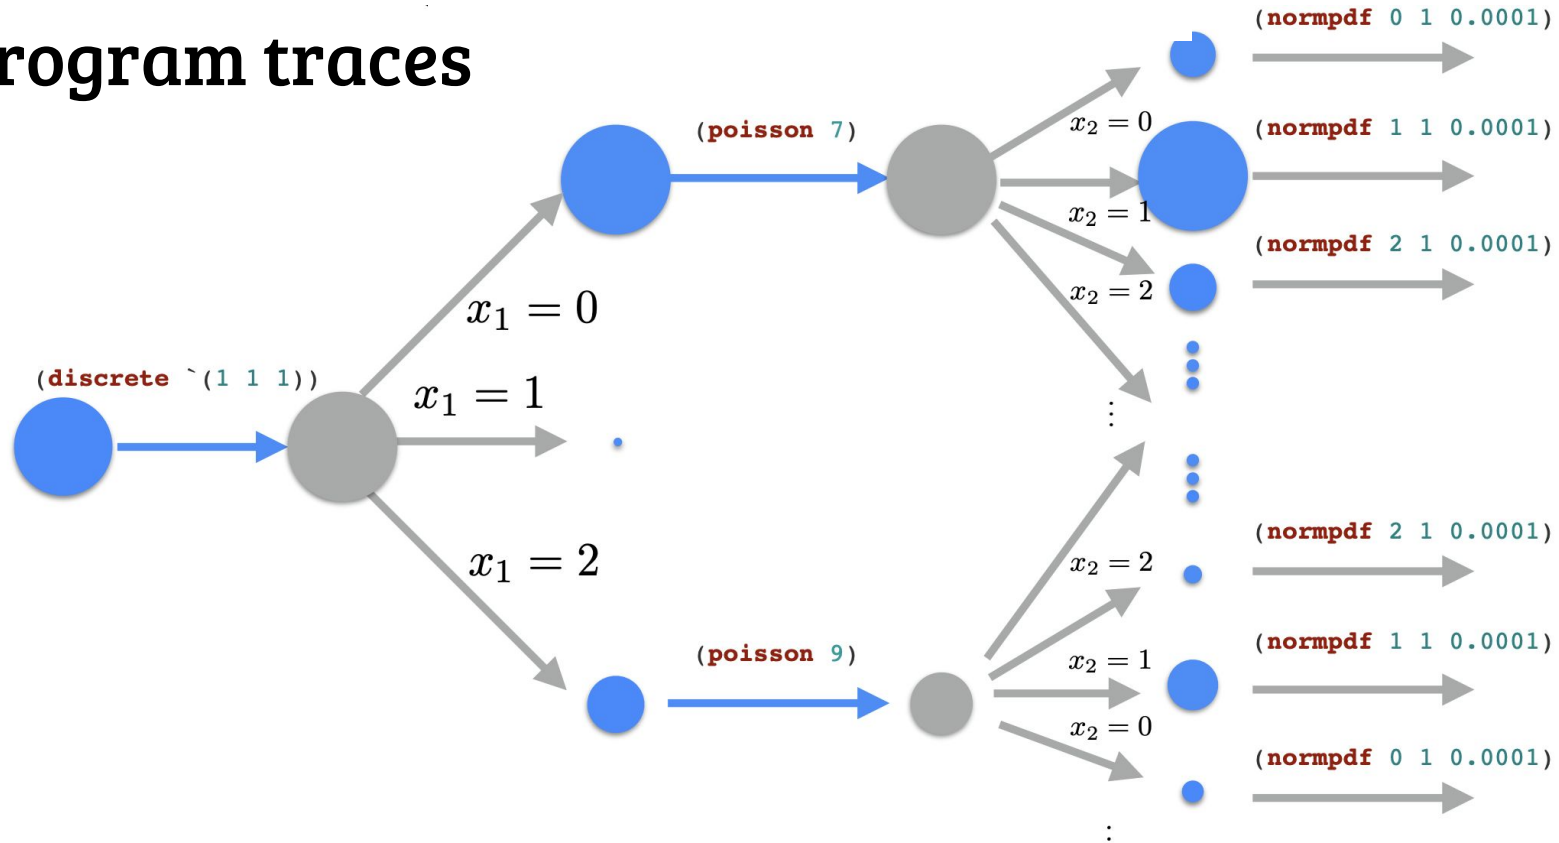 rogram traces
(normpdf 0 1 0.0001)
x₂ = 0
(poisson 7)
(normpdf 1 1 0.0001)
x₂ = 1
(normpdf 2 1 0.0001)
x₂ = 2
x₁ = 0
(discrete `(1 1 1))
x₁ = 1
⋮
x₁ = 2
(normpdf 2 1 0.0001)
x₂ = 2
(poisson 9)
(normpdf 1 1 0.0001)
x₂ = 1
x₂ = 0
(normpdf 0 1 0.0001)
⋮